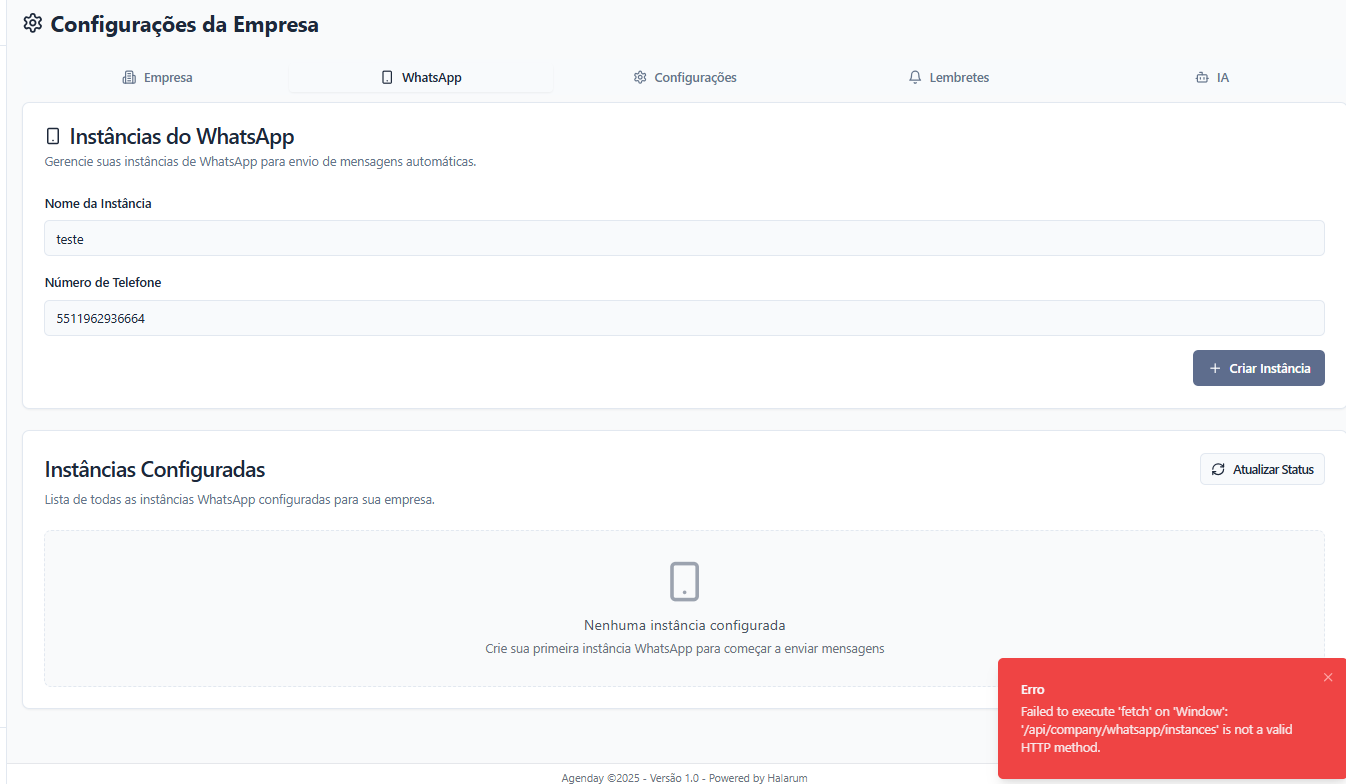 Configurações da Empresa
Empresa
WhatsApp
Configurações
Lembretes
IA
Instâncias do WhatsApp
Gerencie suas instâncias de WhatsApp para envio de mensagens automáticas.
Nome da Instância
teste
Número de Telefone
5511962936664
+ Criar Instância
Instâncias Configuradas
Atualizar Status
Lista de todas as instâncias WhatsApp configuradas para sua empresa.
Nenhuma instância configurada
Crie sua primeira instância WhatsApp para começar a enviar mensagens
Erro
Failed to execute 'fetch' on 'Window':
'/api/company/whatsapp/instances' is not a valid
HTTP method.
Agenday ©2025 - Versão 1.0 - Powered by Halarum